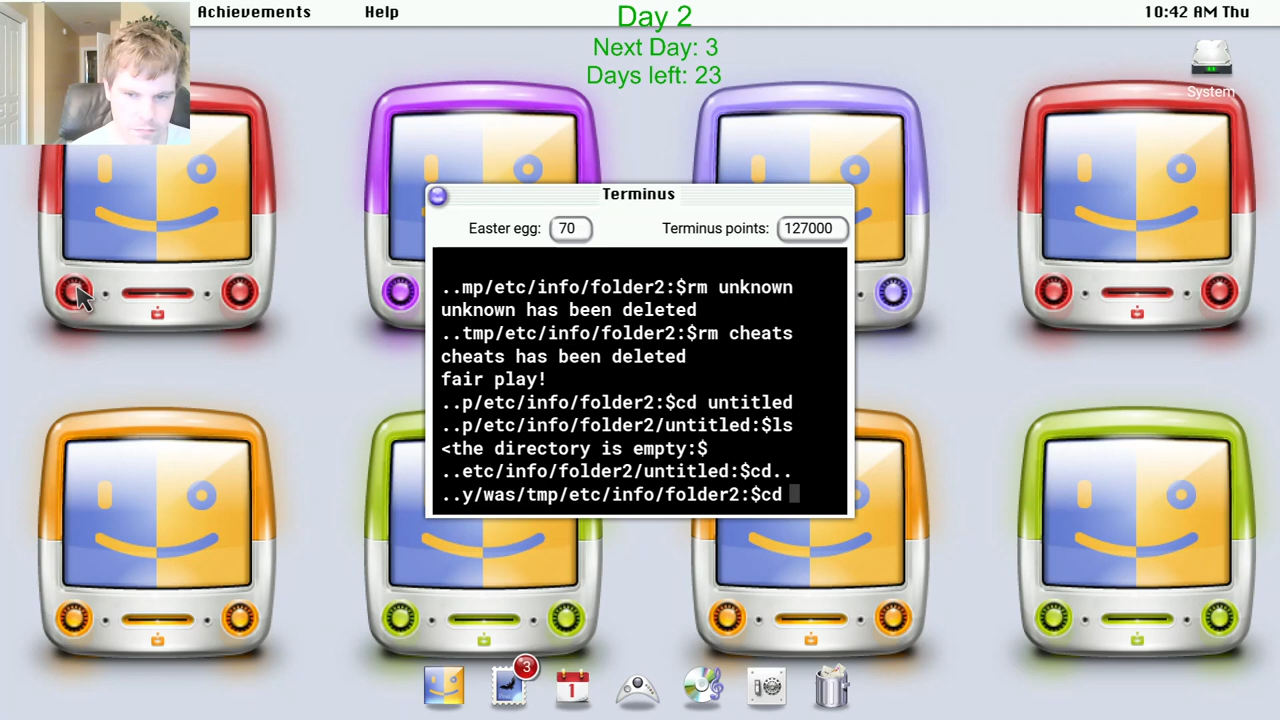 Achievements Help Day 2 10:42 AM Thu
Next Day: 3
Days left: 23
System
Terminus
Easter egg: 70 Terminus points: 127000
..mp/etc/info/folder2:$rm unknown
unknown has been deleted
..tmp/etc/info/folder2:$rm cheats
cheats has been deleted
fair play!
..p/etc/info/folder2:$cd untitled
..p/etc/info/folder2/untitled:$ls
<the directory is empty:$
..etc/info/folder2/untitled:$cd..
..y/was/tmp/etc/info/folder2:$cd
3
1